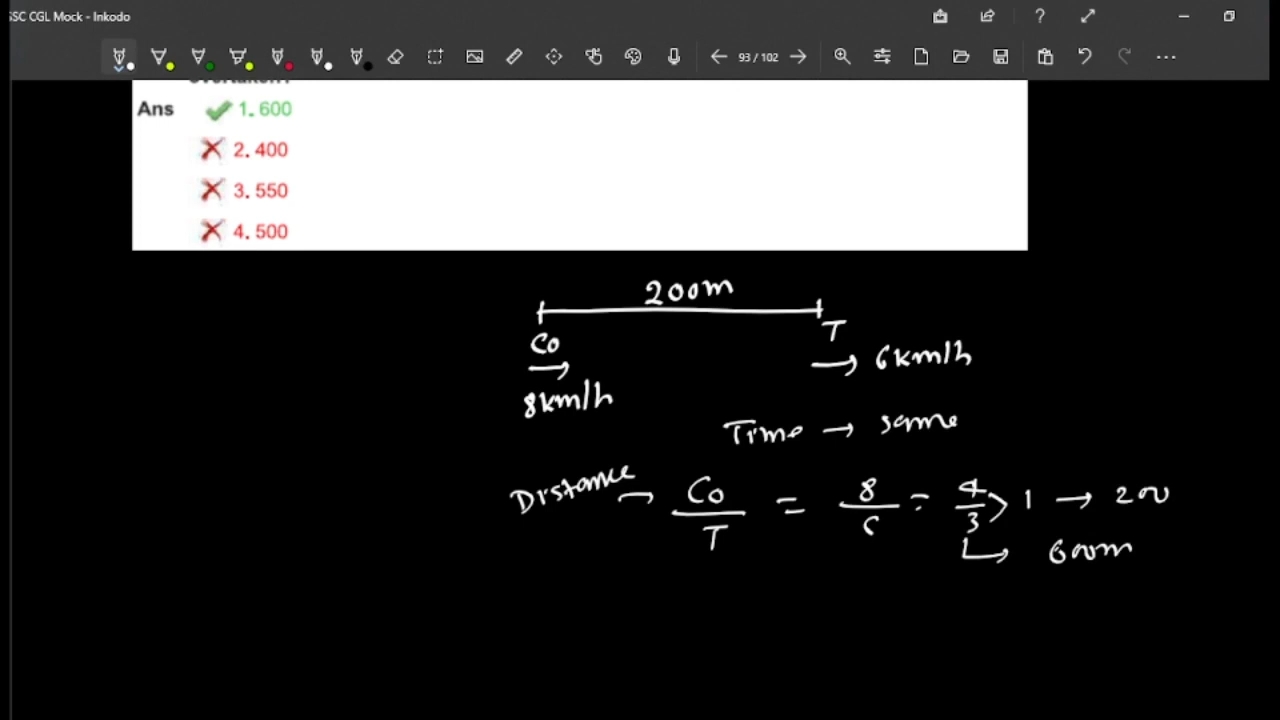 SSC CGL Mock - Inkodo
93 / 102
Ans 1. 600
2. 400
3. 550
4. 500
200m
Co T
8km/h 6km/h
Time → same
Distance → Co/T = 8/6 = 4/3 > 1 → 200
↳ 600m